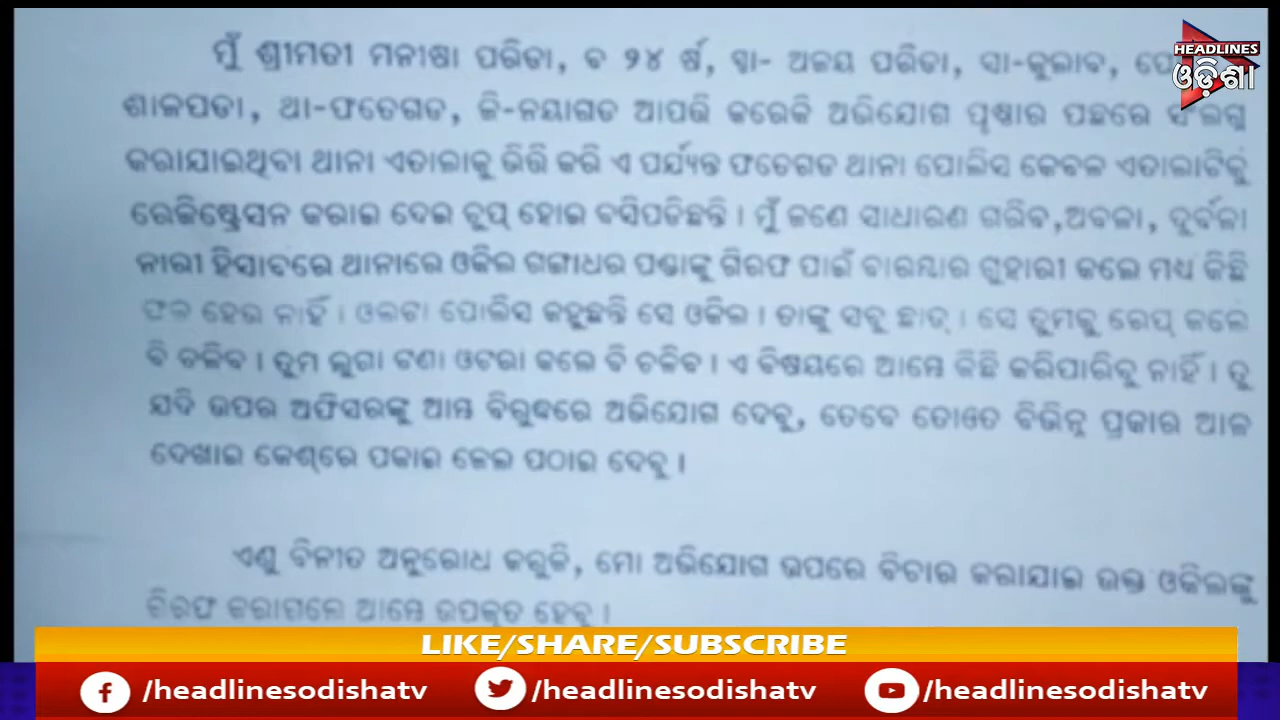 HEADLINES
ଓଡ଼ିଶା
ମୁଁ ଶ୍ରୀମତୀ ମନୀଷା ପରିଡା, ବ ୨୪ ର୍ଷ, ସ୍ୱା- ଅଜୟ ପରିଡା, ସା-କୁଲାବ,
ଶାଳପଡା, ଥା-ଫତେଗଡ, ଜି-ନୟାଗଡ ଆପତ୍ତି କରେକି ଅଭିଯୋଗ ପୃଷ୍ଠାର ପଛରେ ସଂଲଗ୍ନ
କରାଯାଇଥିବା ଥାନା ଏତାଲାକୁ ଭିତ୍ତି କରି ଏ ପର୍ଯ୍ୟନ୍ତ ଫତେଗଡ ଥାନା ପୋଲିସ କେବଳ ଏତାଲାଟିକୁ
ରେଜିଷ୍ଟ୍ରେସନ କରାଇ ଦେଇ ଚୁପ୍ ହୋଇ ବସିପଡିଛନ୍ତି । ମୁଁ ଜଣେ ସାଧାରଣ ଗରିବ,ଅବଳା, ଦୁର୍ବଳା
ନାରୀ ହିସାବରେ ଥାନାରେ ଓକିଲ ଗଙ୍ଗାଧର ପଣ୍ଡାଙ୍କୁ ଗିରଫ ପାଇଁ ବାରମ୍ୱାର ଗୁହାରୀ କଲେ ମଧ୍ୟ କିଛି
ଫଳ ହେଉ ନାହିଁ । ଓଲଟା ପୋଲିସ କହୁଛନ୍ତି ସେ ଓକିଲ । ତାଙ୍କୁ ସବୁ ଛାଡ୍ । ସେ ତୁମକୁ ରେପ୍ କଲେ
ବି ଚଳିବ । ତୁମ ଲୁଗା ଟଣା ଓଟରା କଲେ ବି ଚଳିବ । ଏ ବିଷୟରେ ଆମ୍ଭେ କିଛି କରିପାରିବୁ ନାହିଁ । ତୁ
ଯଦି ଉପର ଅଫିସରଙ୍କୁ ଆମ ବିରୁଦ୍ଧରେ ଅଭିଯୋଗ ଦେବୁ, ତେବେ ତୋଓତ ବିଭିନ୍ନ ପ୍ରକାର ଆଳ
ଦେଖାଇ କେଶ୍‌ରେ ପକାଇ ଜେଲ ପଠାଇ ଦେବୁ ।
ଏଣୁ ବିନୀତ ଅନୁରୋଧ କରୁକି, ମୋ ଅଭିଯୋଗ ଉପରେ ବିଚାର କରାଯାଇ ଉକ୍ତ ଓକିଲଙ୍କୁ
ଗିରଫ କରାଗଲେ ଆମ୍ଭେ ଉପକୃତ ହେବୁ ।
LIKE/SHARE/SUBSCRIBE
/headlinesodishatv /headlinesodishatv /headlinesodishatv